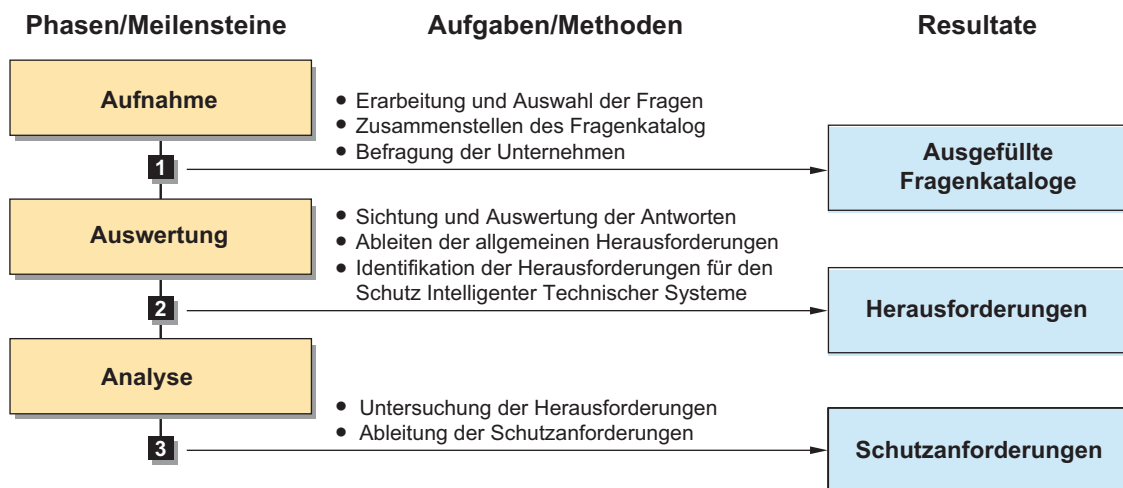 Phasen/Meilensteine
Aufgaben/Methoden
Resultate
Aufnahme
• Erarbeitung und Auswahl der Fragen
• Zusammenstellen des Fragenkatalog
• Befragung der Unternehmen
1
Ausgefüllte
Fragenkataloge
Auswertung
• Sichtung und Auswertung der Antworten
• Ableiten der allgemeinen Herausforderungen
• Identifikation der Herausforderungen für den
Schutz Intelligenter Technischer Systeme
2
Herausforderungen
Analyse
• Untersuchung der Herausforderungen
• Ableitung der Schutzanforderungen
3
Schutzanforderungen